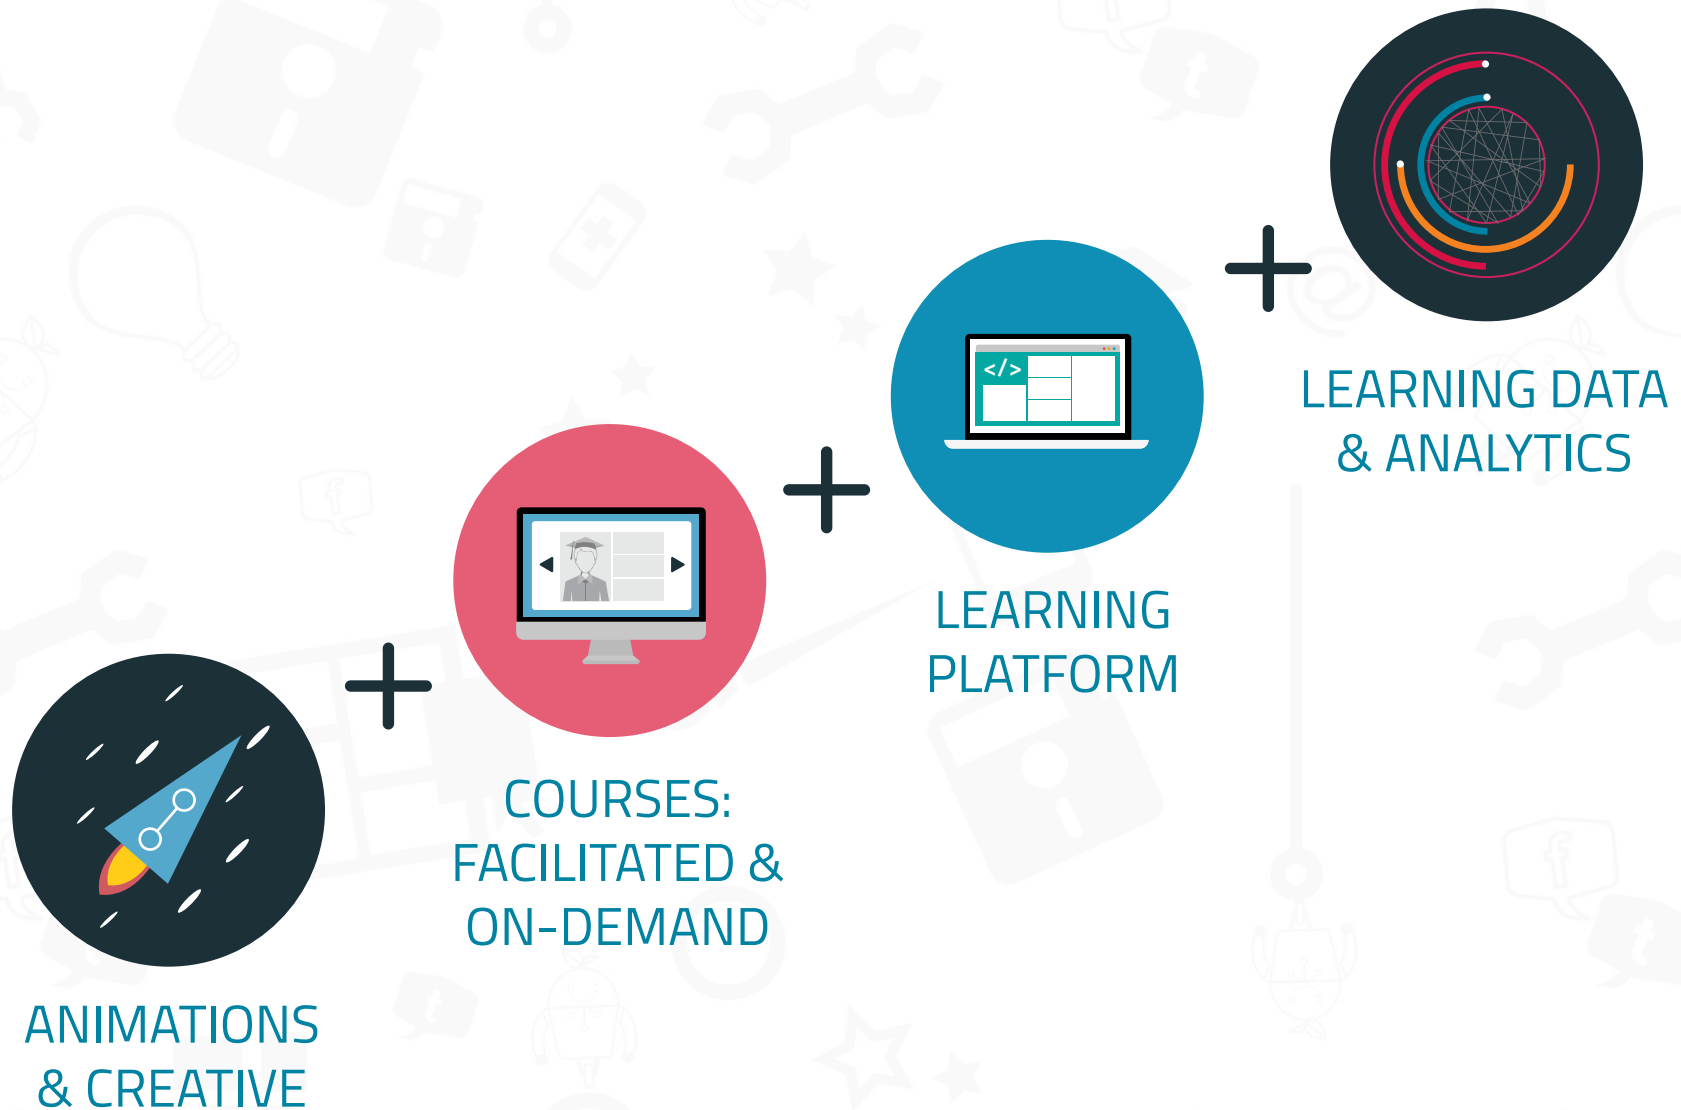 ANIMATIONS
& CREATIVE
COURSES:
FACILITATED &
ON-DEMAND
LEARNING
PLATFORM
LEARNING DATA
& ANALYTICS
</>